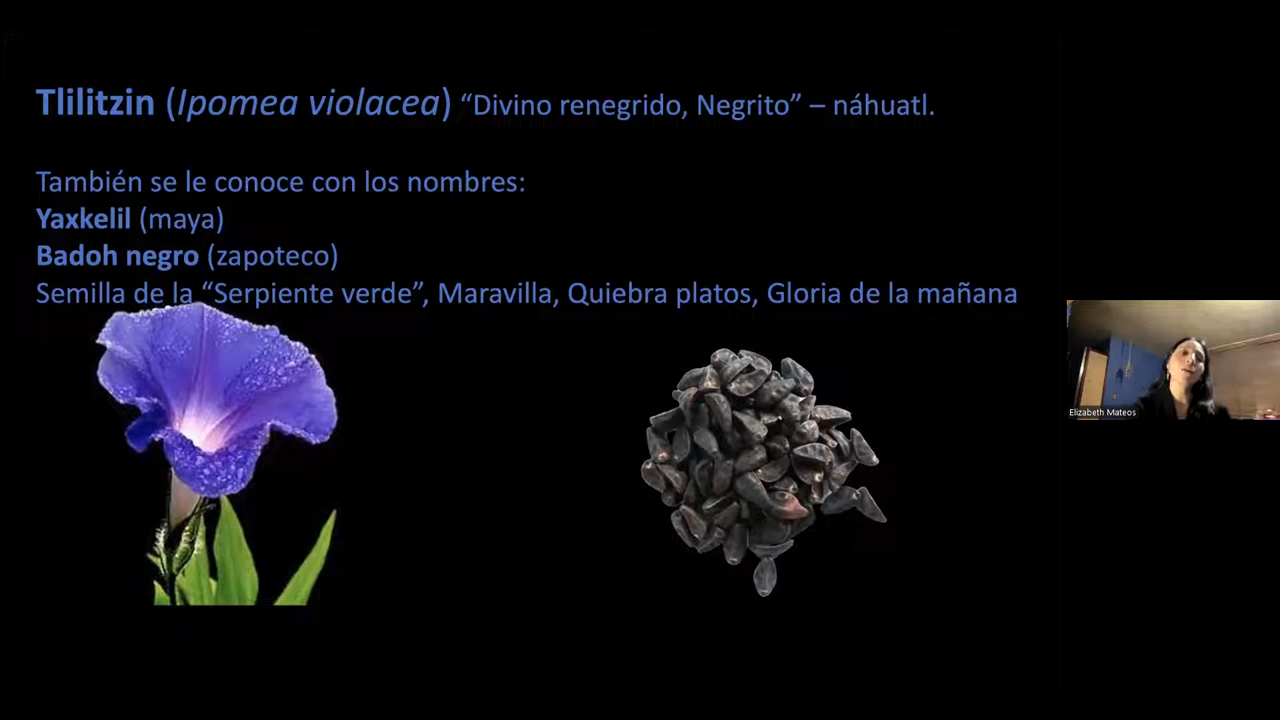 Tlilitzin (Ipomea violacea) “Divino renegrido, Negrito” – náhuatl.
También se le conoce con los nombres:
Yaxkelil (maya)
Badoh negro (zapoteco)
Semilla de la “Serpiente verde”, Maravilla, Quiebra platos, Gloria de la mañana
Elizabeth Mateos